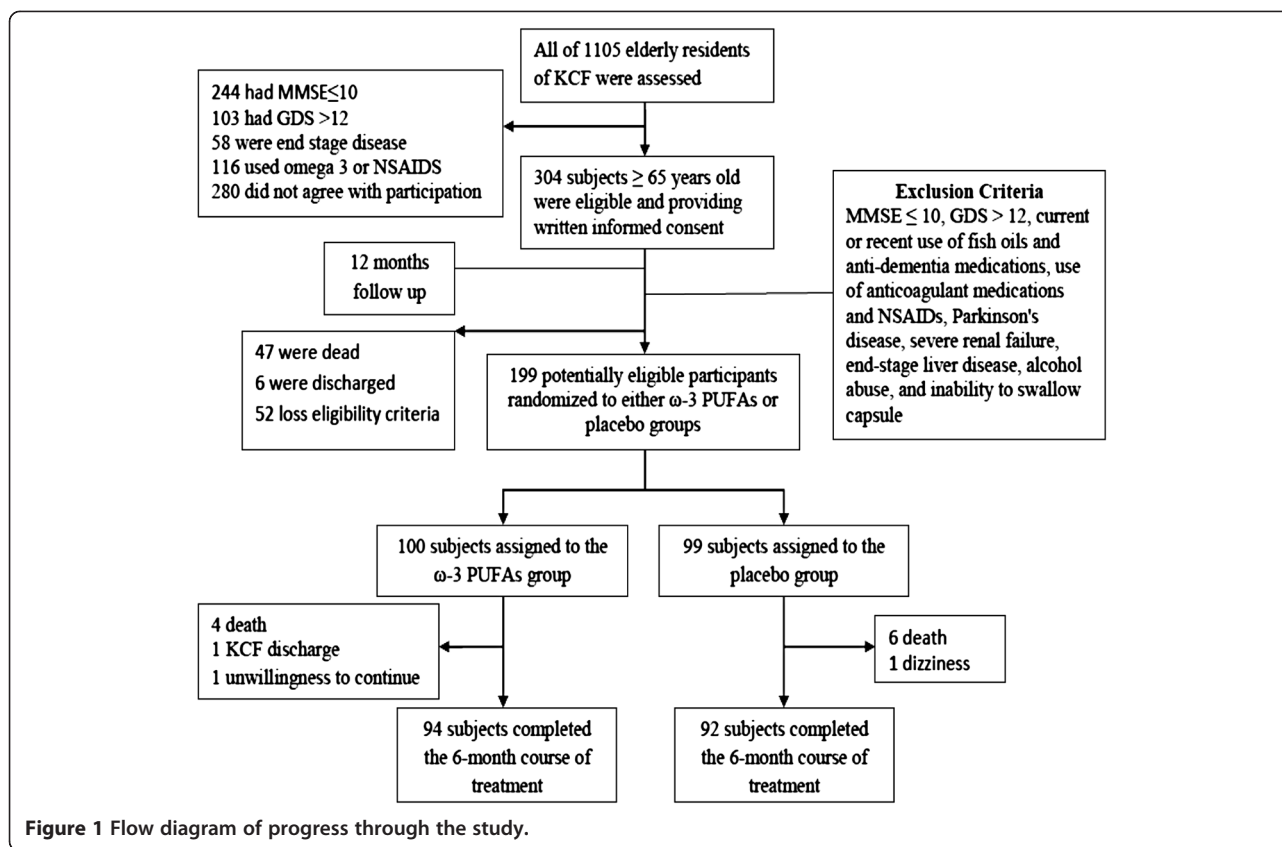 All of 1105 elderly residents
of KCF were assessed
244 had MMSE≤10
103 had GDS >12
58 were end stage disease
116 used omega 3 or NSAIDS
280 did not agree with participation
304 subjects ≥ 65 years old
were eligible and providing
written informed consent
Exclusion Criteria
MMSE ≤ 10, GDS > 12, current
or recent use of fish oils and
anti-dementia medications, use
of anticoagulant medications
and NSAIDs, Parkinson's
disease, severe renal failure,
end-stage liver disease, alcohol
abuse, and inability to swallow
capsule
12 months
follow up
47 were dead
6 were discharged
52 loss eligibility criteria
199 potentially eligible participants
randomized to either ω-3 PUFAs or
placebo groups
100 subjects assigned to the
ω-3 PUFAs group
99 subjects assigned to the
placebo group
4 death
1 KCF discharge
1 unwillingness to continue
6 death
1 dizziness
94 subjects completed
the 6-month course of
treatment
92 subjects completed
the 6-month course of
treatment
Figure 1 Flow diagram of progress through the study.